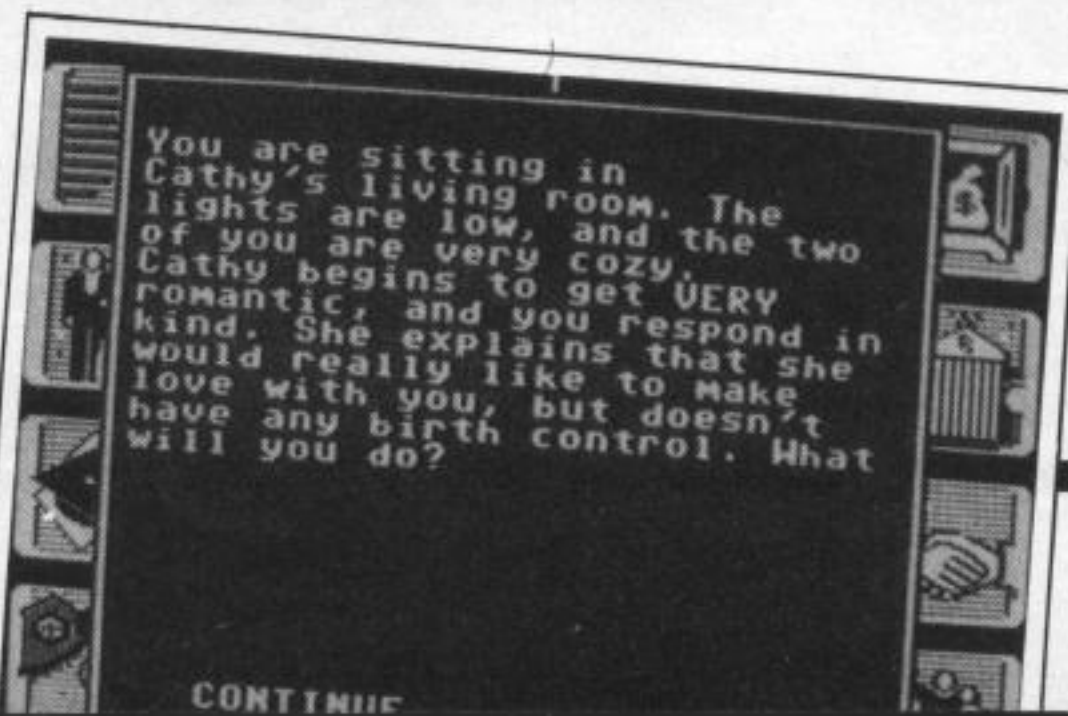 You are sitting in
Cathy's living room. The
lights are low, and the two
of you are very cozy.
Cathy begins to get VERY
romantic, and you respond in
kind. She explains that she
would really like to make
love with you, but doesn't
have any birth control. What
will you do?
CONTINUE